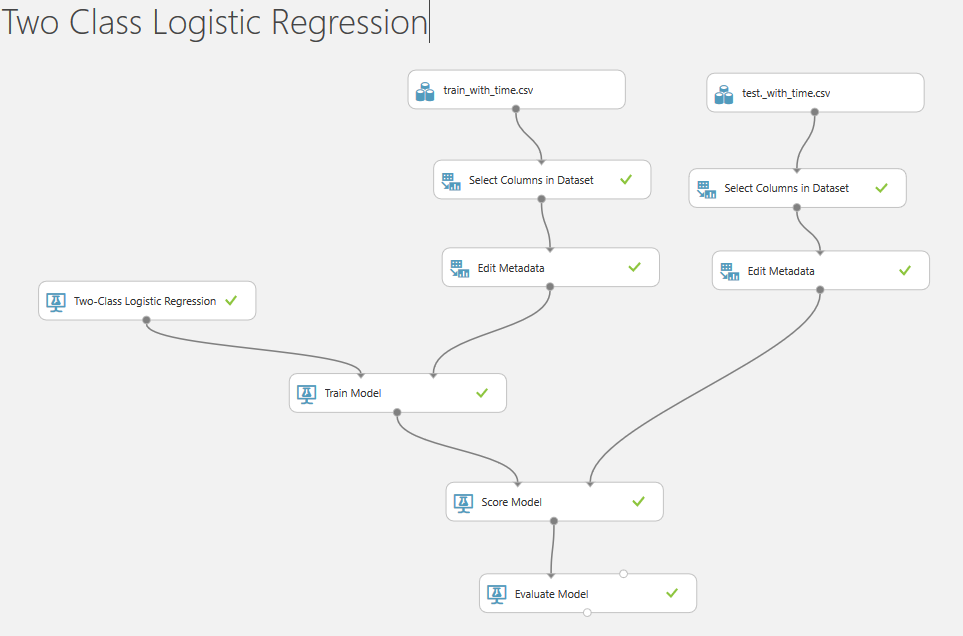 Two Class Logistic Regression
train_with_time.csv
test._with_time.csv
Select Columns in Dataset
Select Columns in Dataset
Edit Metadata
Edit Metadata
Two-Class Logistic Regression
Train Model
Score Model
Evaluate Model